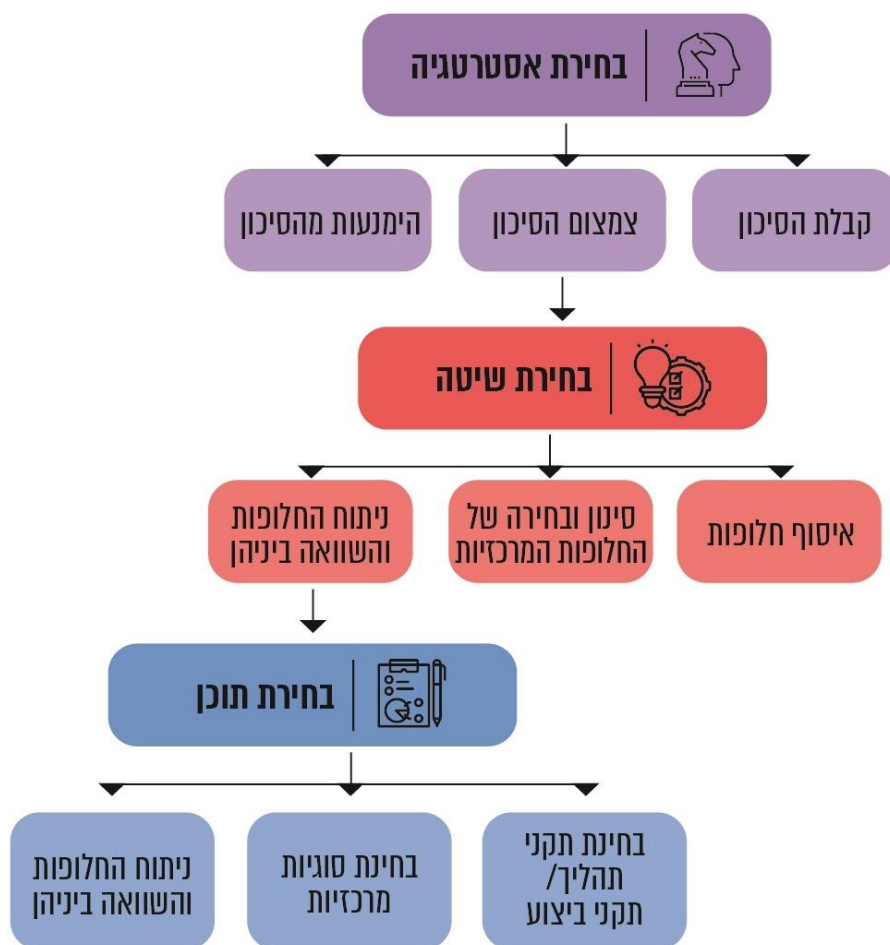 בחירת אסטרטגיה
קבלת הסיכון
צמצום הסיכון
הימנעות מהסיכון
בחירת שיטה
איסוף חלופות
סינון ובחירה של
החלופות המרכזיות
ניתוח החלופות
והשוואה ביניהן
בחירת תוכן
בחינת תקני
תהליך/
תקני ביצוע
בחינת סוגיות
מרכזיות
ניתוח החלופות
והשוואה ביניהן